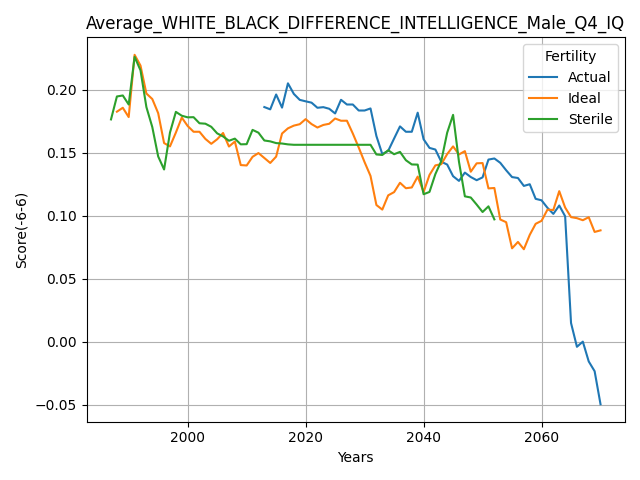 Average_WHITE_BLACK_DIFFERENCE_INTELLIGENCE_Male_Q4_IQ
Fertility
Actual
Ideal
Sterile
Score(-6-6)
0.20
0.15
0.10
0.05
0.00
−0.05
2000
2020
2040
2060
Years